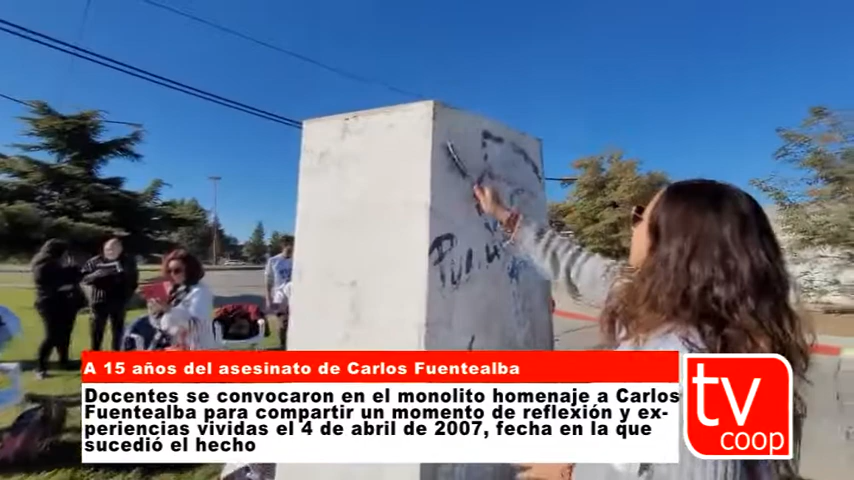 A 15 años del asesinato de Carlos Fuentealba
Docentes se convocaron en el monolito homenaje a Carlos
Fuentealba para compartir un momento de reflexión y ex-
periencias vividas el 4 de abril de 2007, fecha en la que
sucedió el hecho
tv
coop